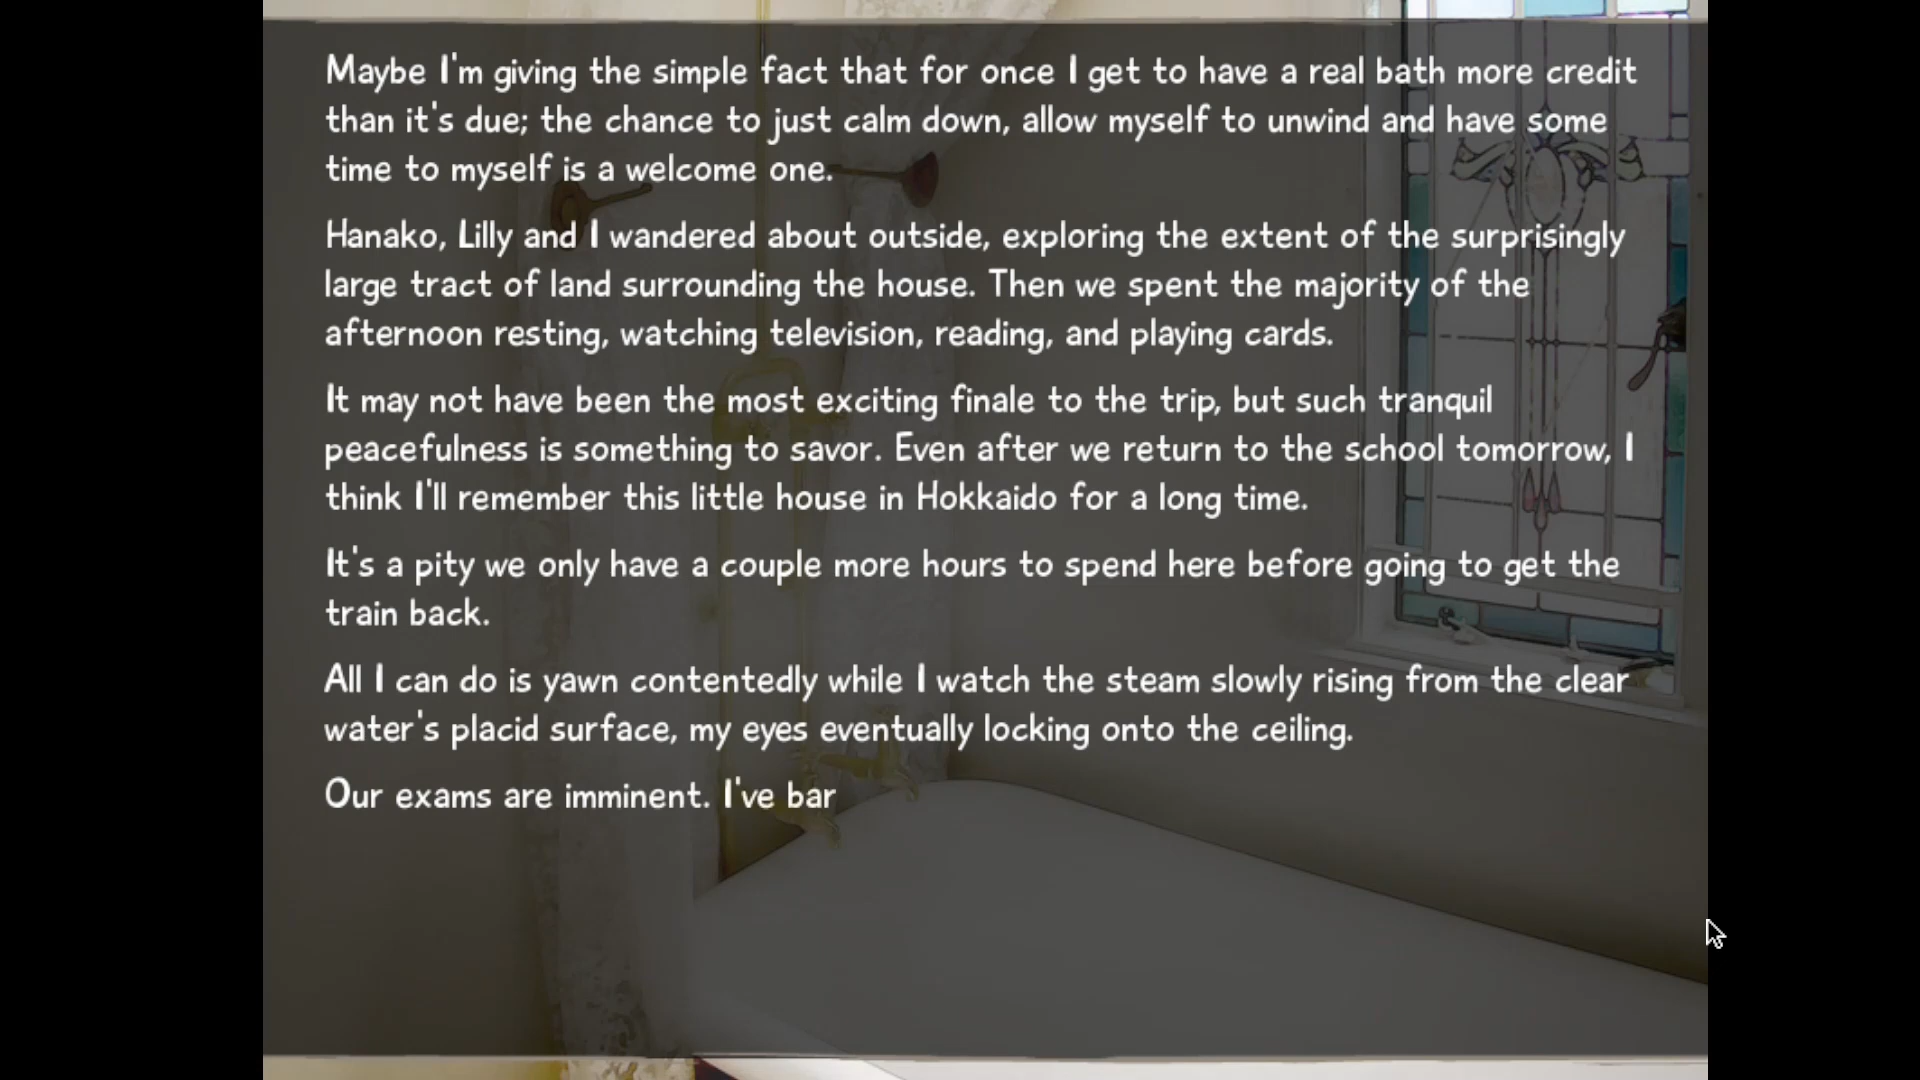 Maybe I'm giving the simple fact that for once I get to have a real bath more credit
than it's due; the chance to just calm down, allow myself to unwind and have some
time to myself is a welcome one.
Hanako, Lilly and I wandered about outside, exploring the extent of the surprisingly
large tract of land surrounding the house. Then we spent the majority of the
afternoon resting, watching television, reading, and playing cards.
It may not have been the most exciting finale to the trip, but such tranquil
peacefulness is something to savor. Even after we return to the school tomorrow, I
think I'll remember this little house in Hokkaido for a long time.
It's a pity we only have a couple more hours to spend here before going to get the
train back.
All I can do is yawn contentedly while I watch the steam slowly rising from the clear
water's placid surface, my eyes eventually locking onto the ceiling.
Our exams are imminent. I've bar